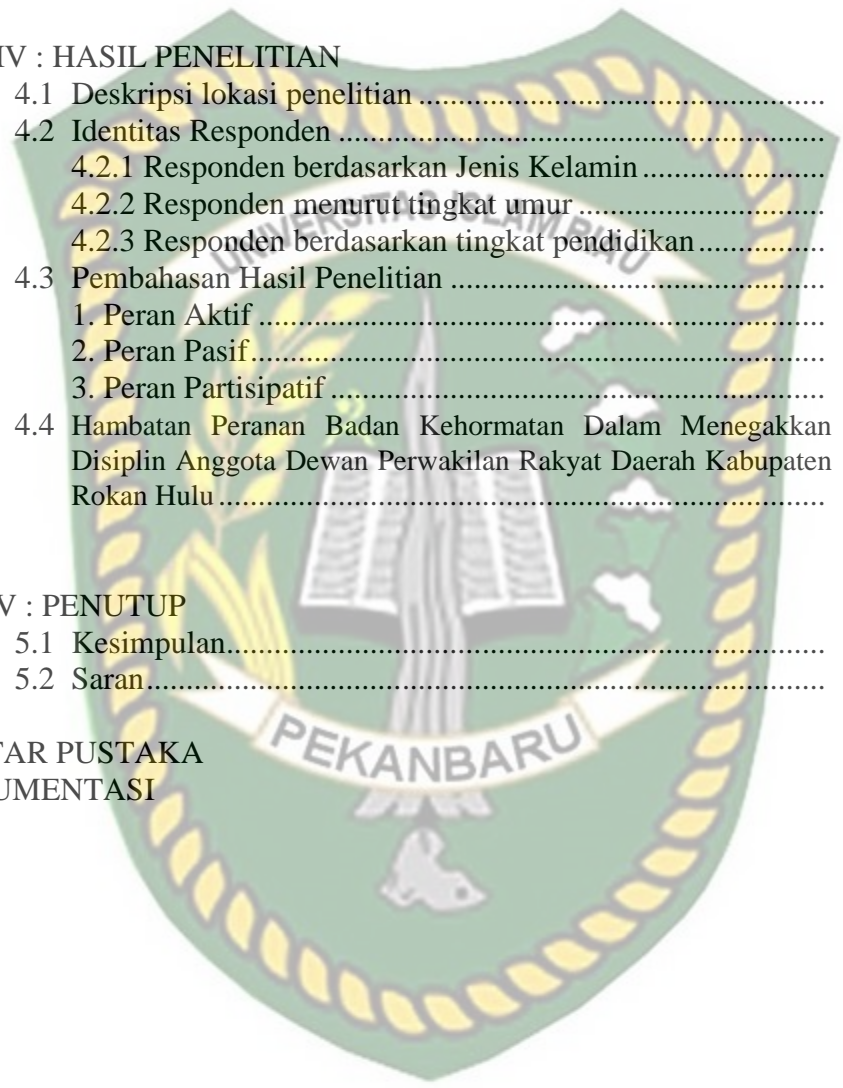 IV : HASIL PENELITIAN
4.1 Deskripsi lokasi penelitian ....................................................
4.2 Identitas Responden ..............................................................
4.2.1 Responden berdasarkan Jenis Kelamin .......................
4.2.2 Responden menurut tingkat umur ...............................
4.2.3 Responden berdasarkan tingkat pendidikan ................
4.3 Pembahasan Hasil Penelitian ................................................
1. Peran Aktif ........................................................................
2. Peran Pasif.........................................................................
3. Peran Partisipatif ...............................................................
4.4 Hambatan Peranan Badan Kehormatan Dalam Menegakkan
Disiplin Anggota Dewan Perwakilan Rakyat Daerah Kabupaten
Rokan Hulu .............................................................................
V : PENUTUP
5.1 Kesimpulan............................................................................
5.2 Saran......................................................................................
TAR PUSTAKA
UMENTASI
UNIVERSITAS ISLAM RIAU
PEKANBARU